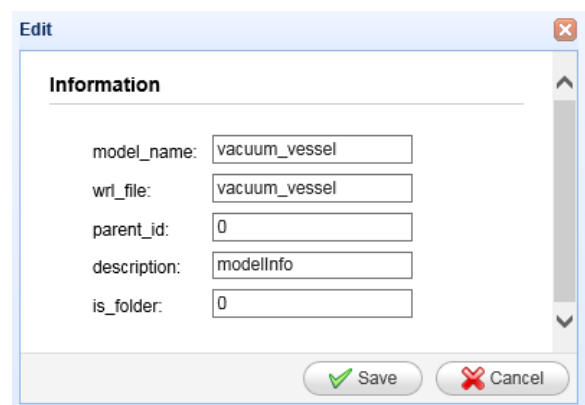 Edit
Information
model_name: vacuum_vessel
wrl_file: vacuum_vessel
parent_id: 0
description: modelInfo
is_folder: 0
Save Cancel